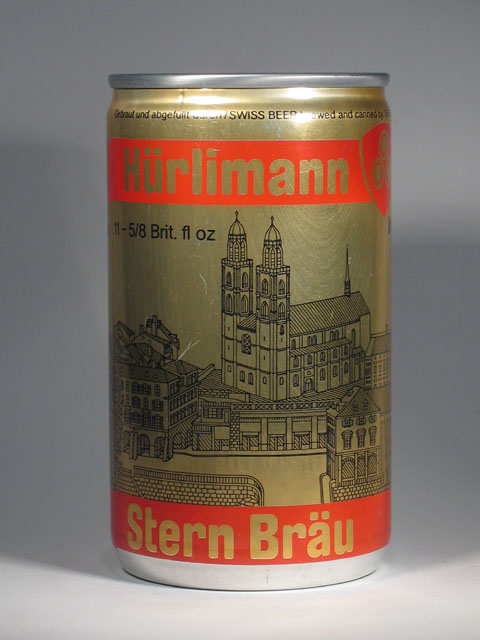 Gebraut und abgefüllt durch / SWISS BEER brewed and canned by
Hürlimann
11-5/8 Brit. fl oz
Stern Bräu